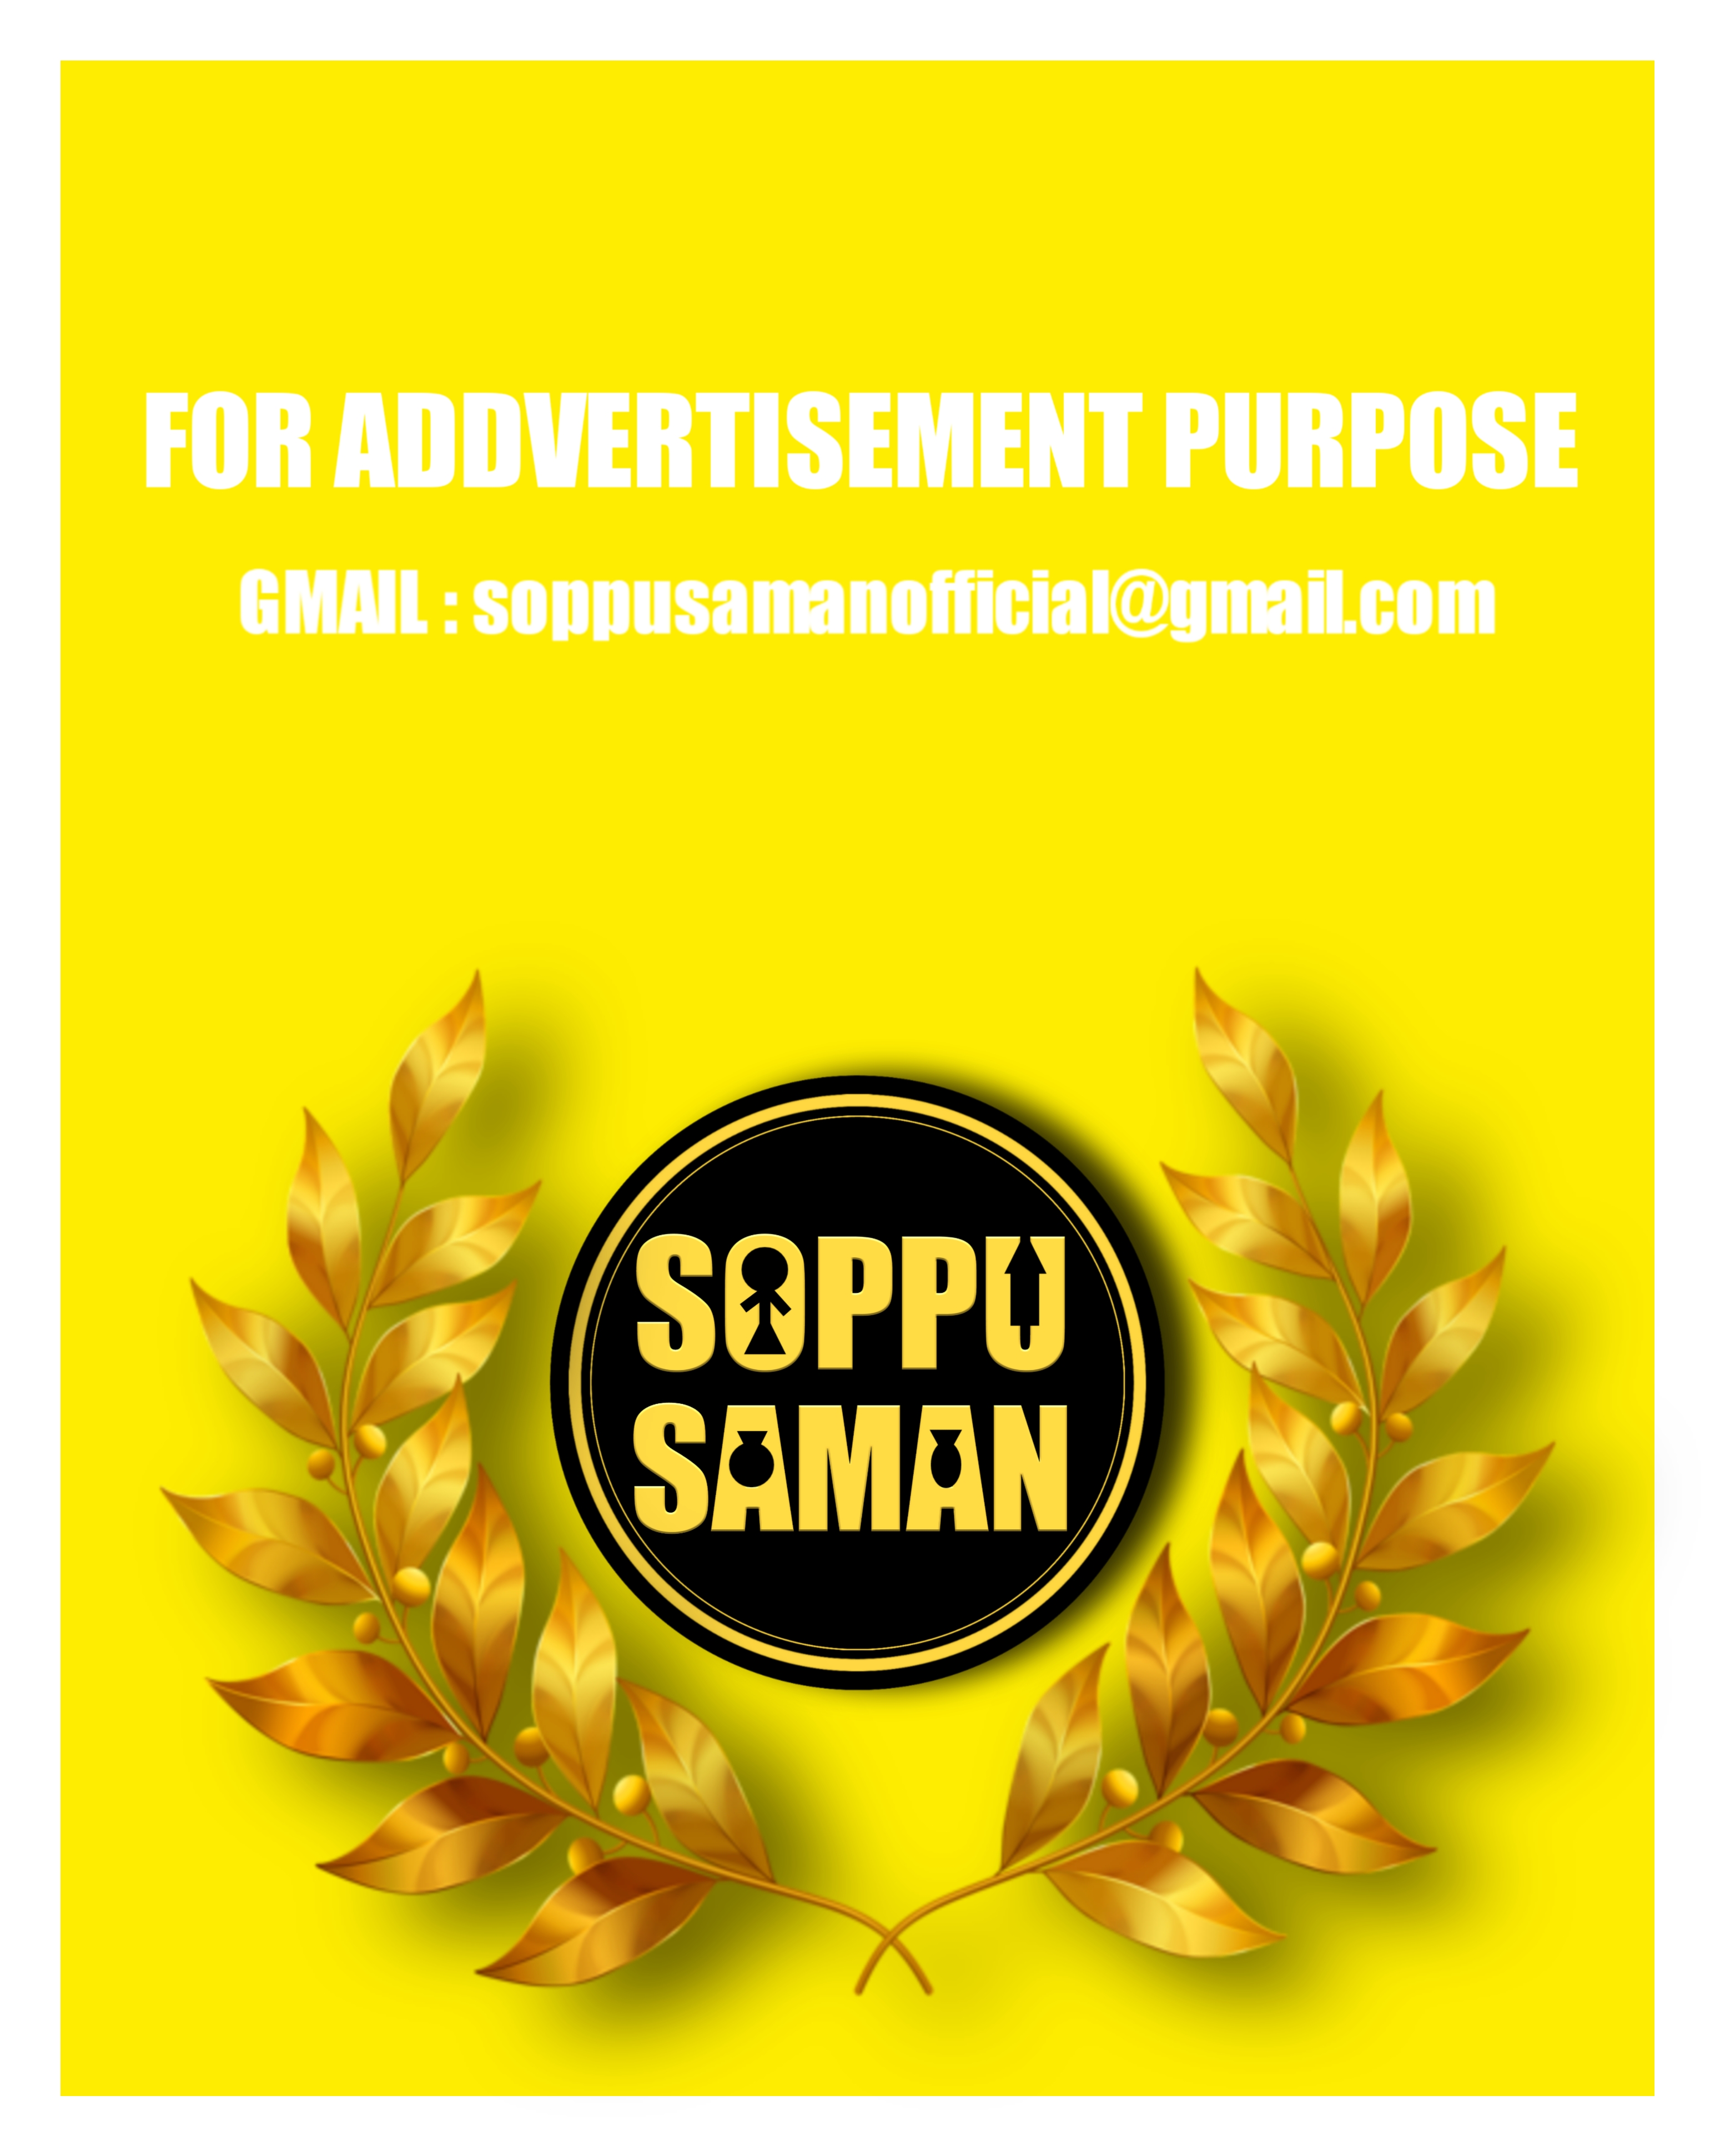 FOR ADDVERTISEMENT PURPOSE
GMAIL : soppusamanofficial@gmail.com
SOPPU
SAMAN